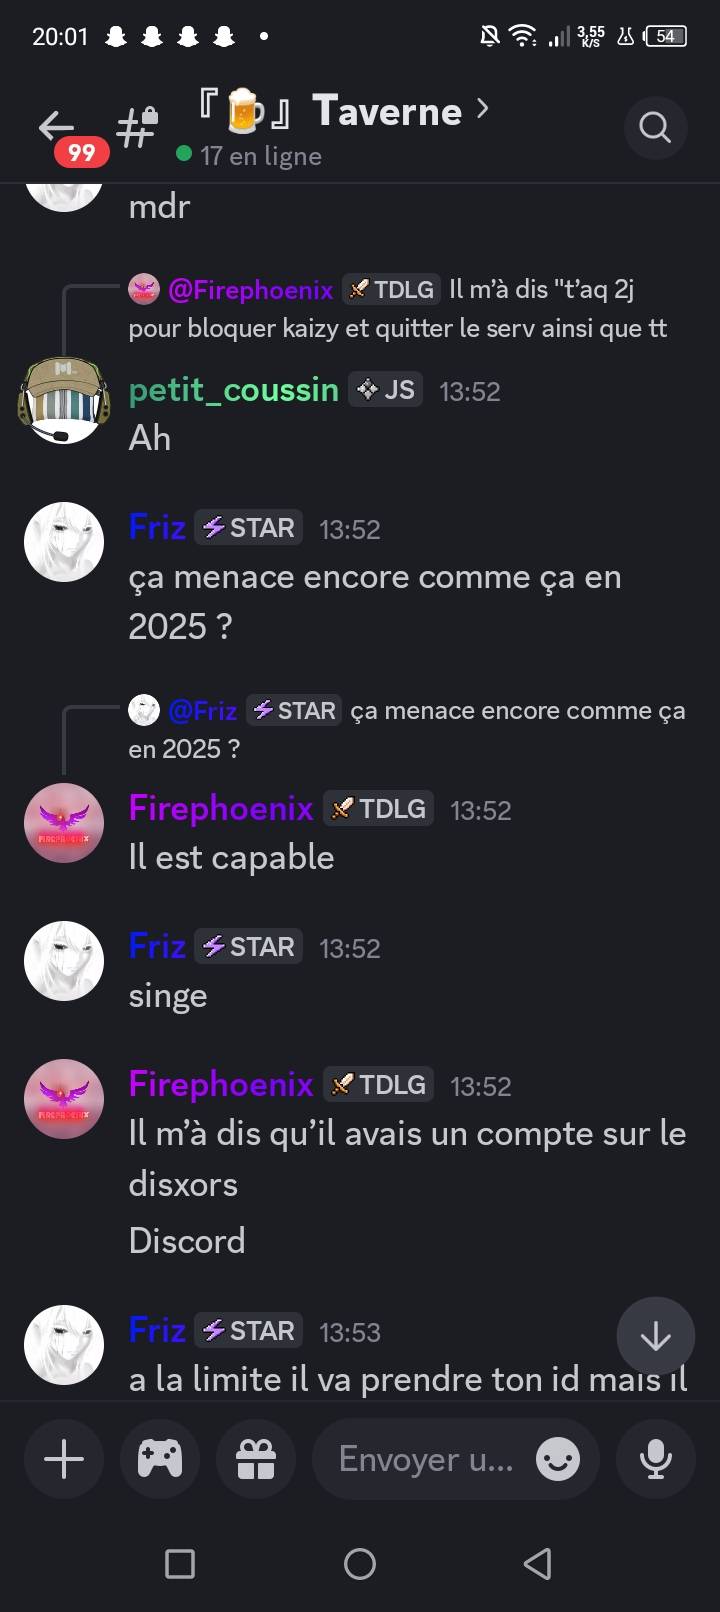 20:01
3,55 K/S
54
99
『🍺』 Taverne
17 en ligne
mdr
@Firephoenix TDLG Il m’à dis "t’aq 2j
pour bloquer kaizy et quitter le serv ainsi que tt
petit_coussin JS 13:52
Ah
Friz STAR 13:52
ça menace encore comme ça en
2025 ?
@Friz STAR ça menace encore comme ça
en 2025 ?
Firephoenix TDLG 13:52
Il est capable
Friz STAR 13:52
singe
Firephoenix TDLG 13:52
Il m’à dis qu’il avais un compte sur le
disxors
Discord
Friz STAR 13:53
a la limite il va prendre ton id mais il
Envoyer u...